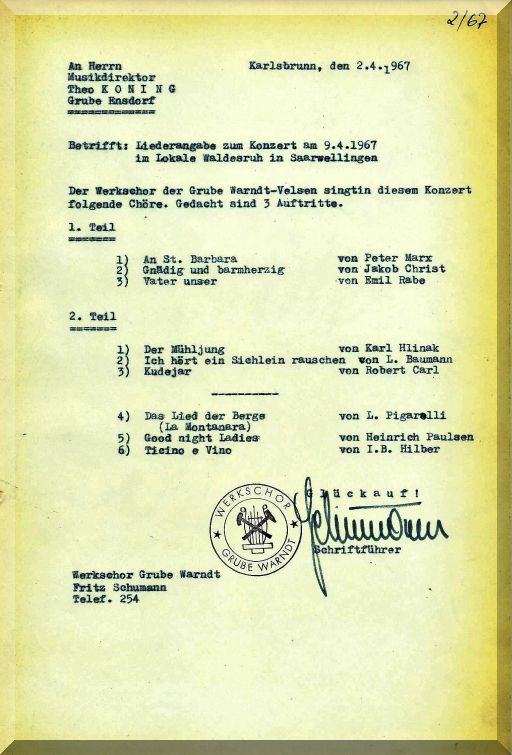 2/67
An Herrn
Musikdirektor
Theo K O N I N G
Grube Ensdorf
Karlsbrunn, den 2.4.1967
Betrifft: Liederangabe zum Konzert am 9.4.1967
im Lokale Waldesruh in Saarwellingen
Der Werkschor der Grube Warndt-Velsen singtin diesem Konzert
folgende Chöre. Gedacht sind 3 Auftritte.
1. Teil
1) An St. Barbara von Peter Marx
2) Gnädig und barmherzig von Jakob Christ
3) Vater unser von Emil Rabe
2. Teil
1) Der Mühljung von Karl Hlinak
2) Ich hört ein Sichlein rauschen von L. Baumann
3) Kudejar von Robert Carl
4) Das Lied der Berge von L. Pigarelli
(La Montanara)
5) Good night Ladies von Heinrich Paulsen
6) Ticino e Vino von I.B. Hilber
G l ü c k a u f !
WERKSCHOR
GRUBE WARNDT
Schumann
Schriftführer
Werkschor Grube Warndt
Fritz Schumann
Telef. 254